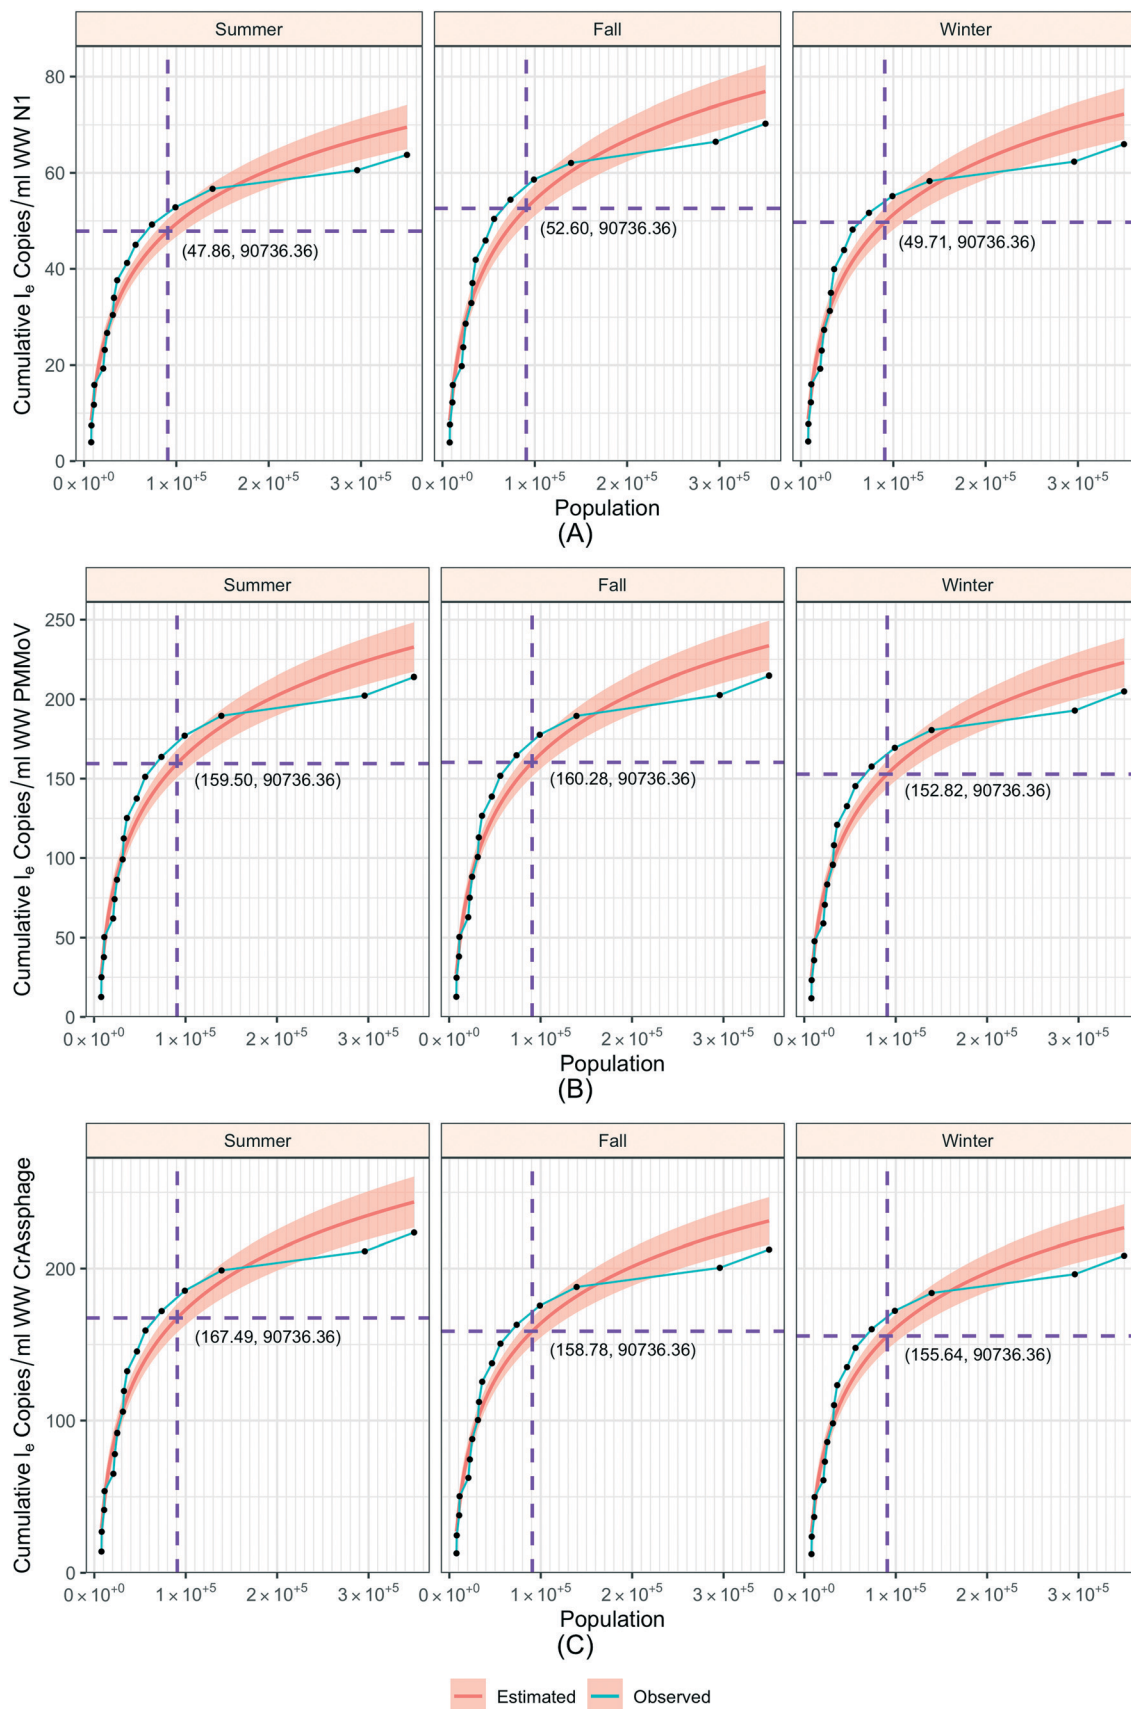 Summer Fall Winter
Cumulative Iₑ Copies/ml WW N1
80
60
40
20
0
(47.86, 90736.36) (52.60, 90736.36) (49.71, 90736.36)
0 × 10⁺⁰ 1 × 10⁺⁵ 2 × 10⁺⁵ 3 × 10⁺⁵ 0 × 10⁺⁰ 1 × 10⁺⁵ 2 × 10⁺⁵ 3 × 10⁺⁵ 0 × 10⁺⁰ 1 × 10⁺⁵ 2 × 10⁺⁵ 3 × 10⁺⁵
Population
(A)
Summer Fall Winter
Cumulative Iₑ Copies/ml WW PMMoV
250
200
150
100
50
0
(159.50, 90736.36) (160.28, 90736.36) (152.82, 90736.36)
0 × 10⁺⁰ 1 × 10⁺⁵ 2 × 10⁺⁵ 3 × 10⁺⁵ 0 × 10⁺⁰ 1 × 10⁺⁵ 2 × 10⁺⁵ 3 × 10⁺⁵ 0 × 10⁺⁰ 1 × 10⁺⁵ 2 × 10⁺⁵ 3 × 10⁺⁵
Population
(B)
Summer Fall Winter
Cumulative Iₑ Copies/ml WW CrAssphage
200
100
0
(167.49, 90736.36) (158.78, 90736.36) (155.64, 90736.36)
0 × 10⁺⁰ 1 × 10⁺⁵ 2 × 10⁺⁵ 3 × 10⁺⁵ 0 × 10⁺⁰ 1 × 10⁺⁵ 2 × 10⁺⁵ 3 × 10⁺⁵ 0 × 10⁺⁰ 1 × 10⁺⁵ 2 × 10⁺⁵ 3 × 10⁺⁵
Population
(C)
Estimated Observed